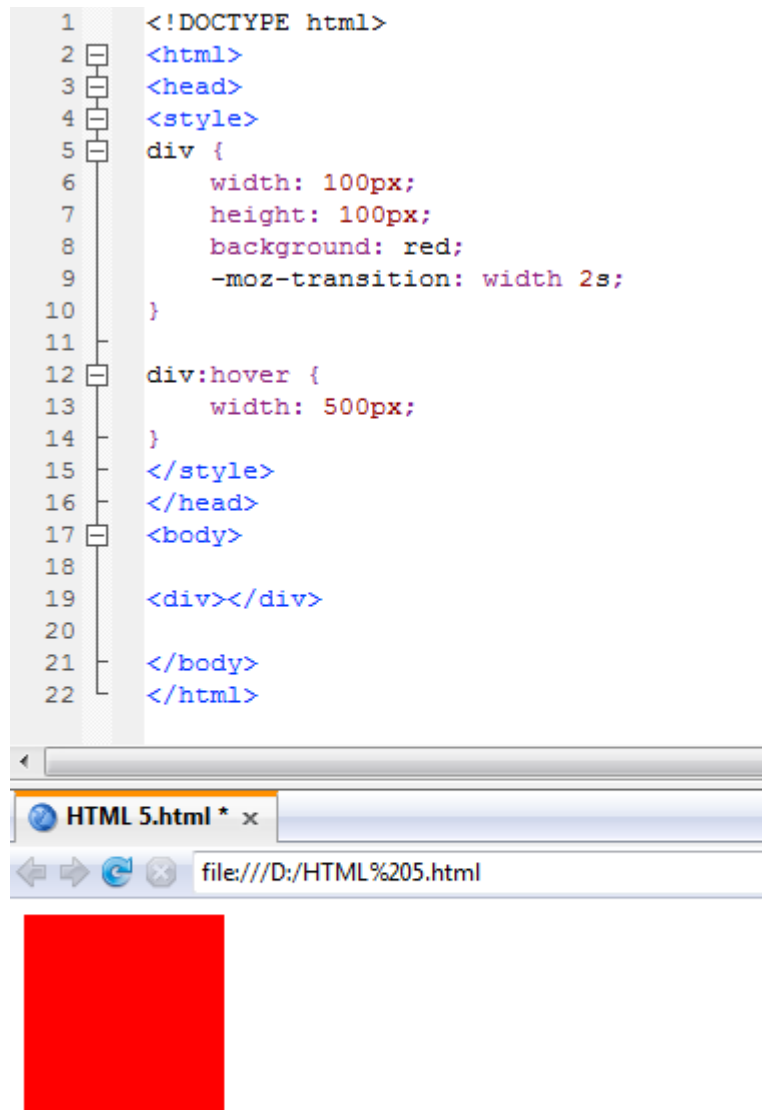 1 <!DOCTYPE html>
2 <html>
3 <head>
4 <style>
5 div {
6     width: 100px;
7     height: 100px;
8     background: red;
9     -moz-transition: width 2s;
10 }
11
12 div:hover {
13     width: 500px;
14 }
15 </style>
16 </head>
17 <body>
18
19 <div></div>
20
21 </body>
22 </html>
HTML 5.html * x
file:///D:/HTML%205.html